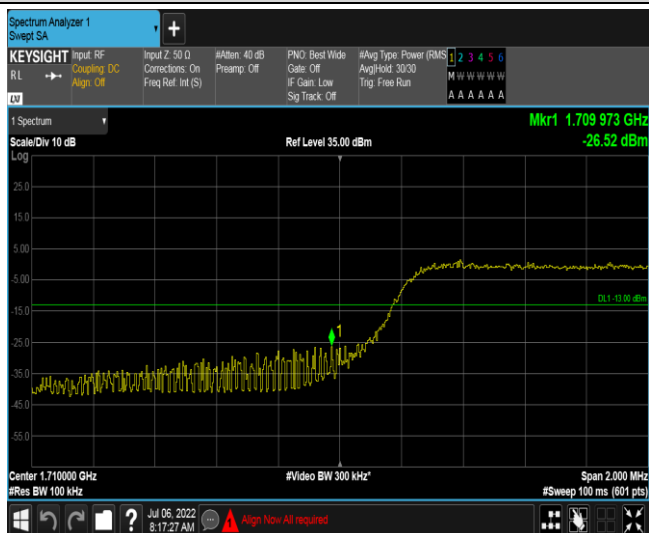 Spectrum Analyzer 1
Swept SA
+
KEYSIGHT
RL
LXI
Input: RF
Coupling: DC
Align: Off
Input Z: 50 Ω
Corrections: On
Freq Ref: Int (S)
#Atten: 40 dB
Preamp: Off
PNO: Best Wide
Gate: Off
IF Gain: Low
Sig Track: Off
#Avg Type: Power (RMS
Avg|Hold: 30/30
Trig: Free Run
1 2 3 4 5 6
M W W W W W
A A A A A A
1 Spectrum
Scale/Div 10 dB
Ref Level 35.00 dBm
Mkr1 1.709 973 GHz
-26.52 dBm
Log
25.0
15.0
5.00
-5.00
-15.0
-25.0
-35.0
-45.0
-55.0
DL1 -13.00 dBm
1
Center 1.710000 GHz
#Video BW 300 kHz*
Span 2.000 MHz
#Res BW 100 kHz
#Sweep 100 ms (601 pts)
?
Jul 06, 2022
8:17:27 AM
Align Now All required